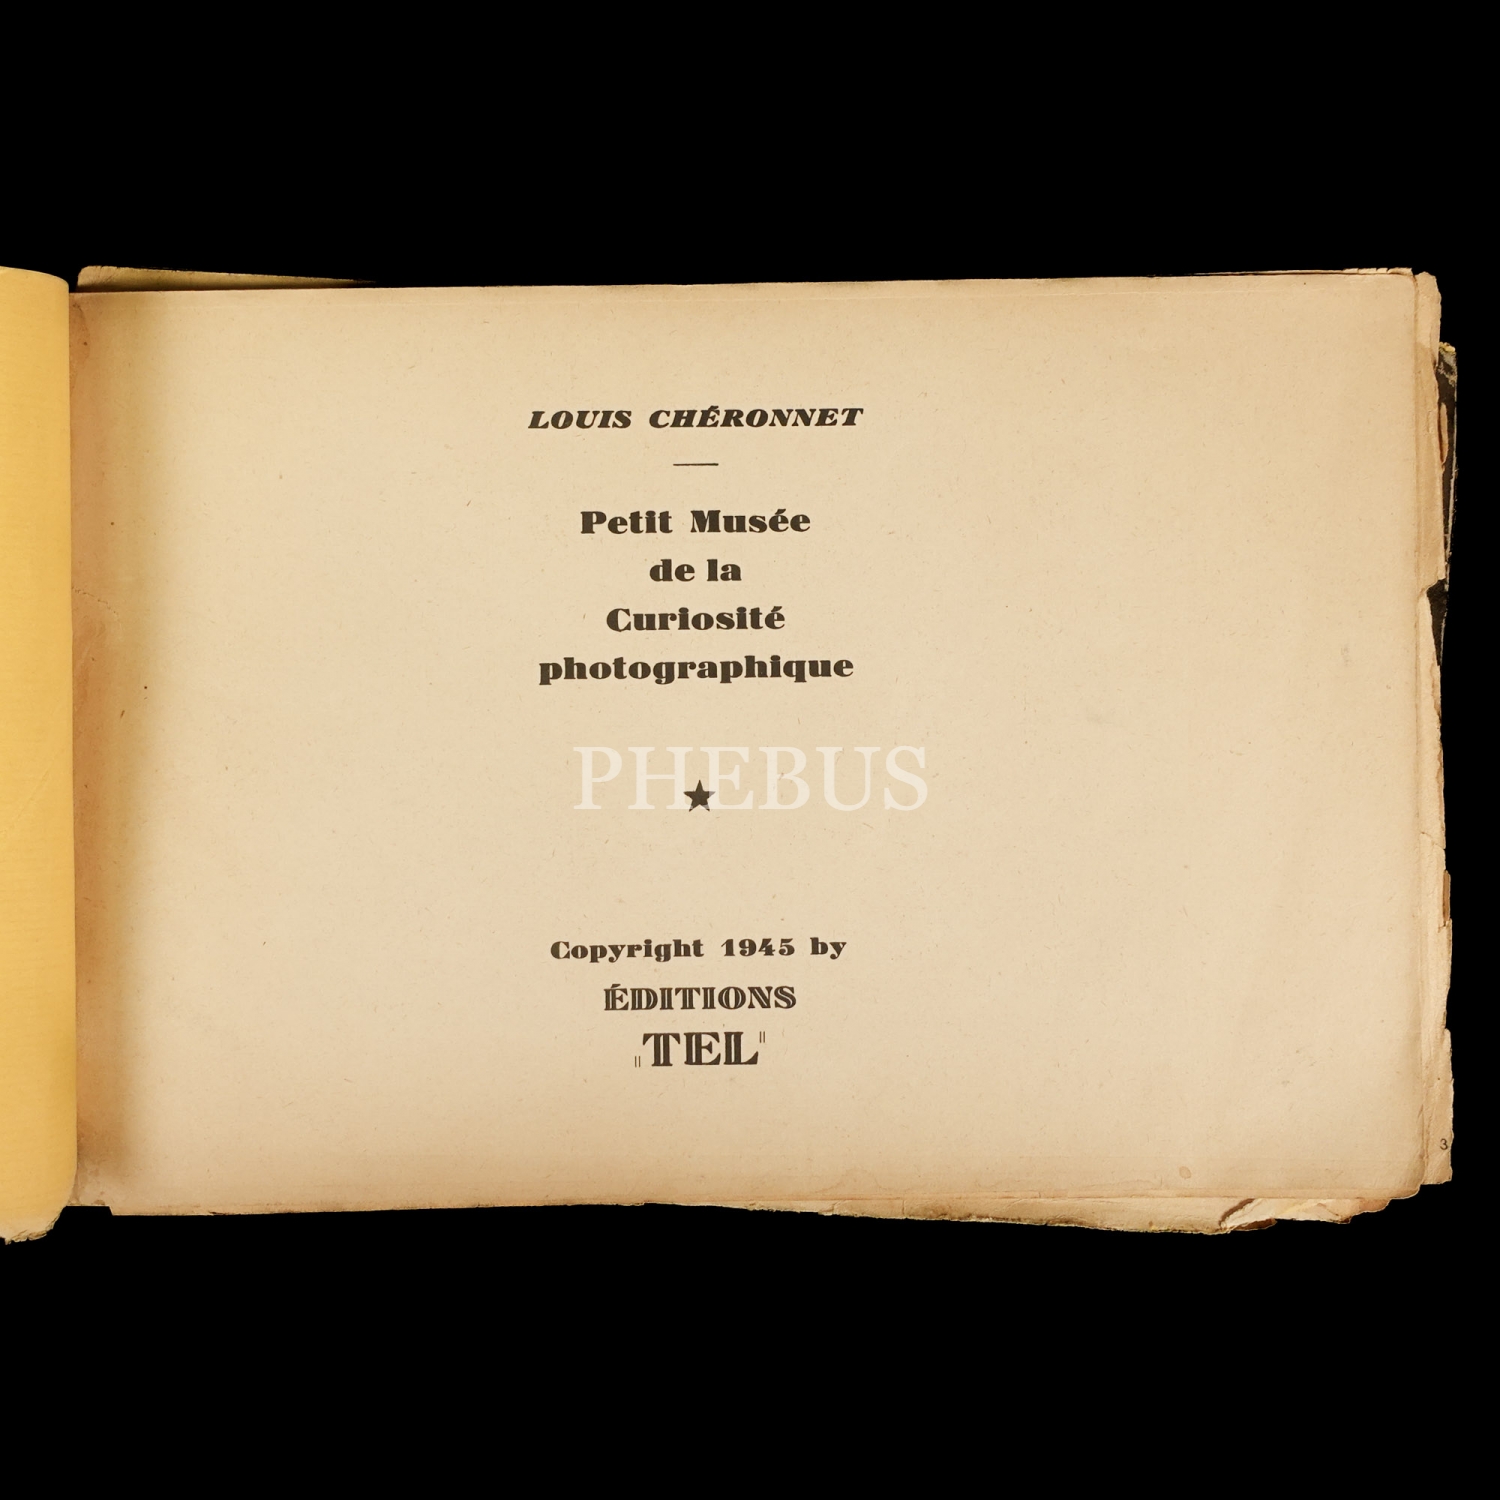 LOUIS CHÉRONNET
Petit Musée
de la
Curiosité
photographique
PHEBUS
Copyright 1945 by
ÉDITIONS
„TEL"
3